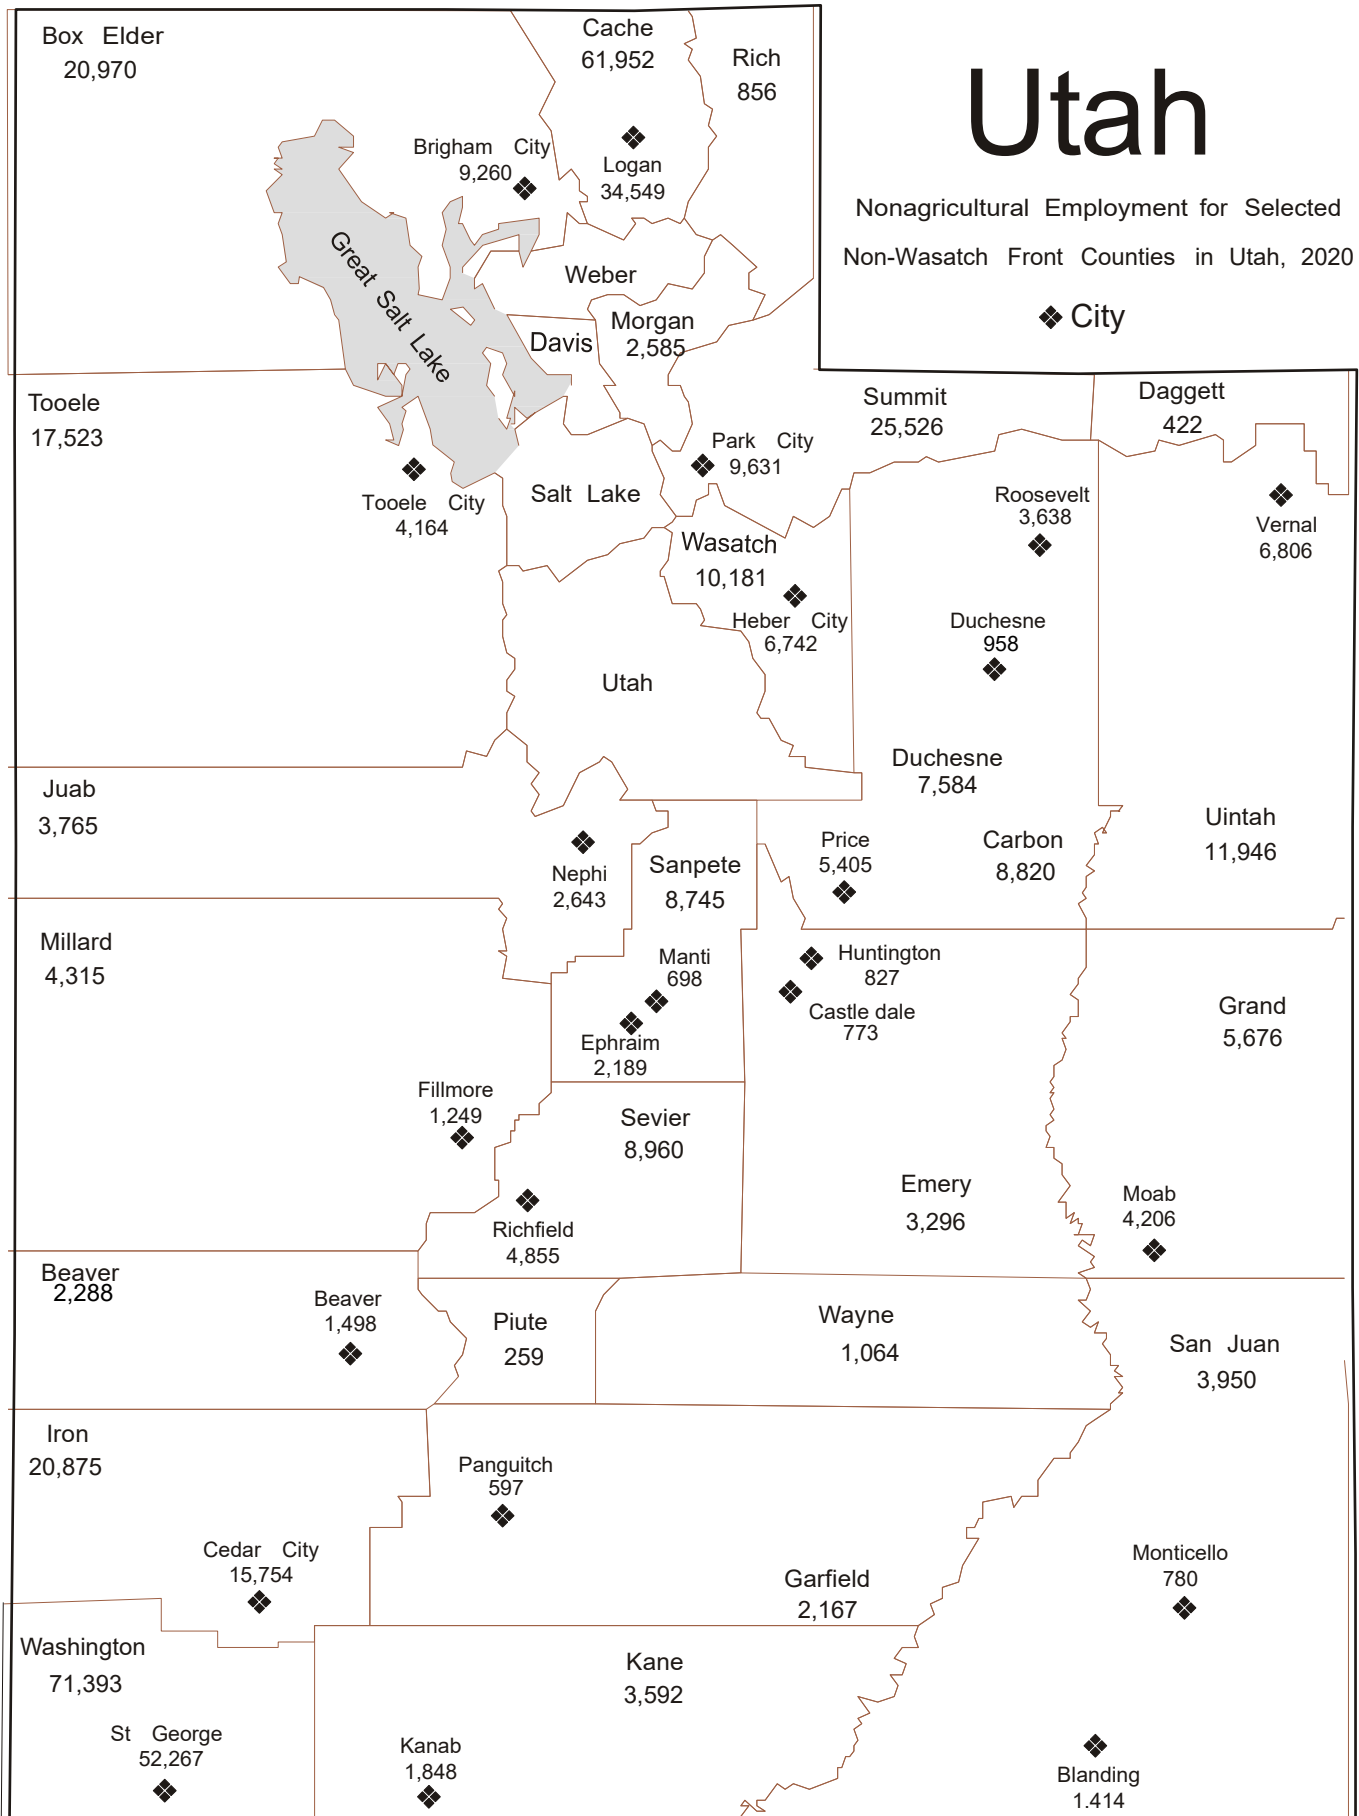 Utah
Nonagricultural Employment for Selected
Non-Wasatch Front Counties in Utah, 2020
City
Box Elder
20,970
Cache
61,952
Rich
856
Brigham City
9,260
Logan
34,549
Great Salt Lake
Weber
Morgan
2,585
Davis
Tooele
17,523
Tooele City
4,164
Salt Lake
Park City
9,631
Summit
25,526
Daggett
422
Wasatch
10,181
Heber City
6,742
Roosevelt
3,638
Vernal
6,806
Duchesne
958
Utah
Duchesne
7,584
Uintah
11,946
Juab
3,765
Nephi
2,643
Sanpete
8,745
Price
5,405
Carbon
8,820
Millard
4,315
Manti
698
Ephraim
2,189
Huntington
827
Castle dale
773
Grand
5,676
Fillmore
1,249
Sevier
8,960
Richfield
4,855
Emery
3,296
Moab
4,206
Beaver
2,288
Beaver
1,498
Piute
259
Wayne
1,064
San Juan
3,950
Iron
20,875
Cedar City
15,754
Panguitch
597
Garfield
2,167
Monticello
780
Washington
71,393
St George
52,267
Kane
3,592
Kanab
1,848
Blanding
1.414